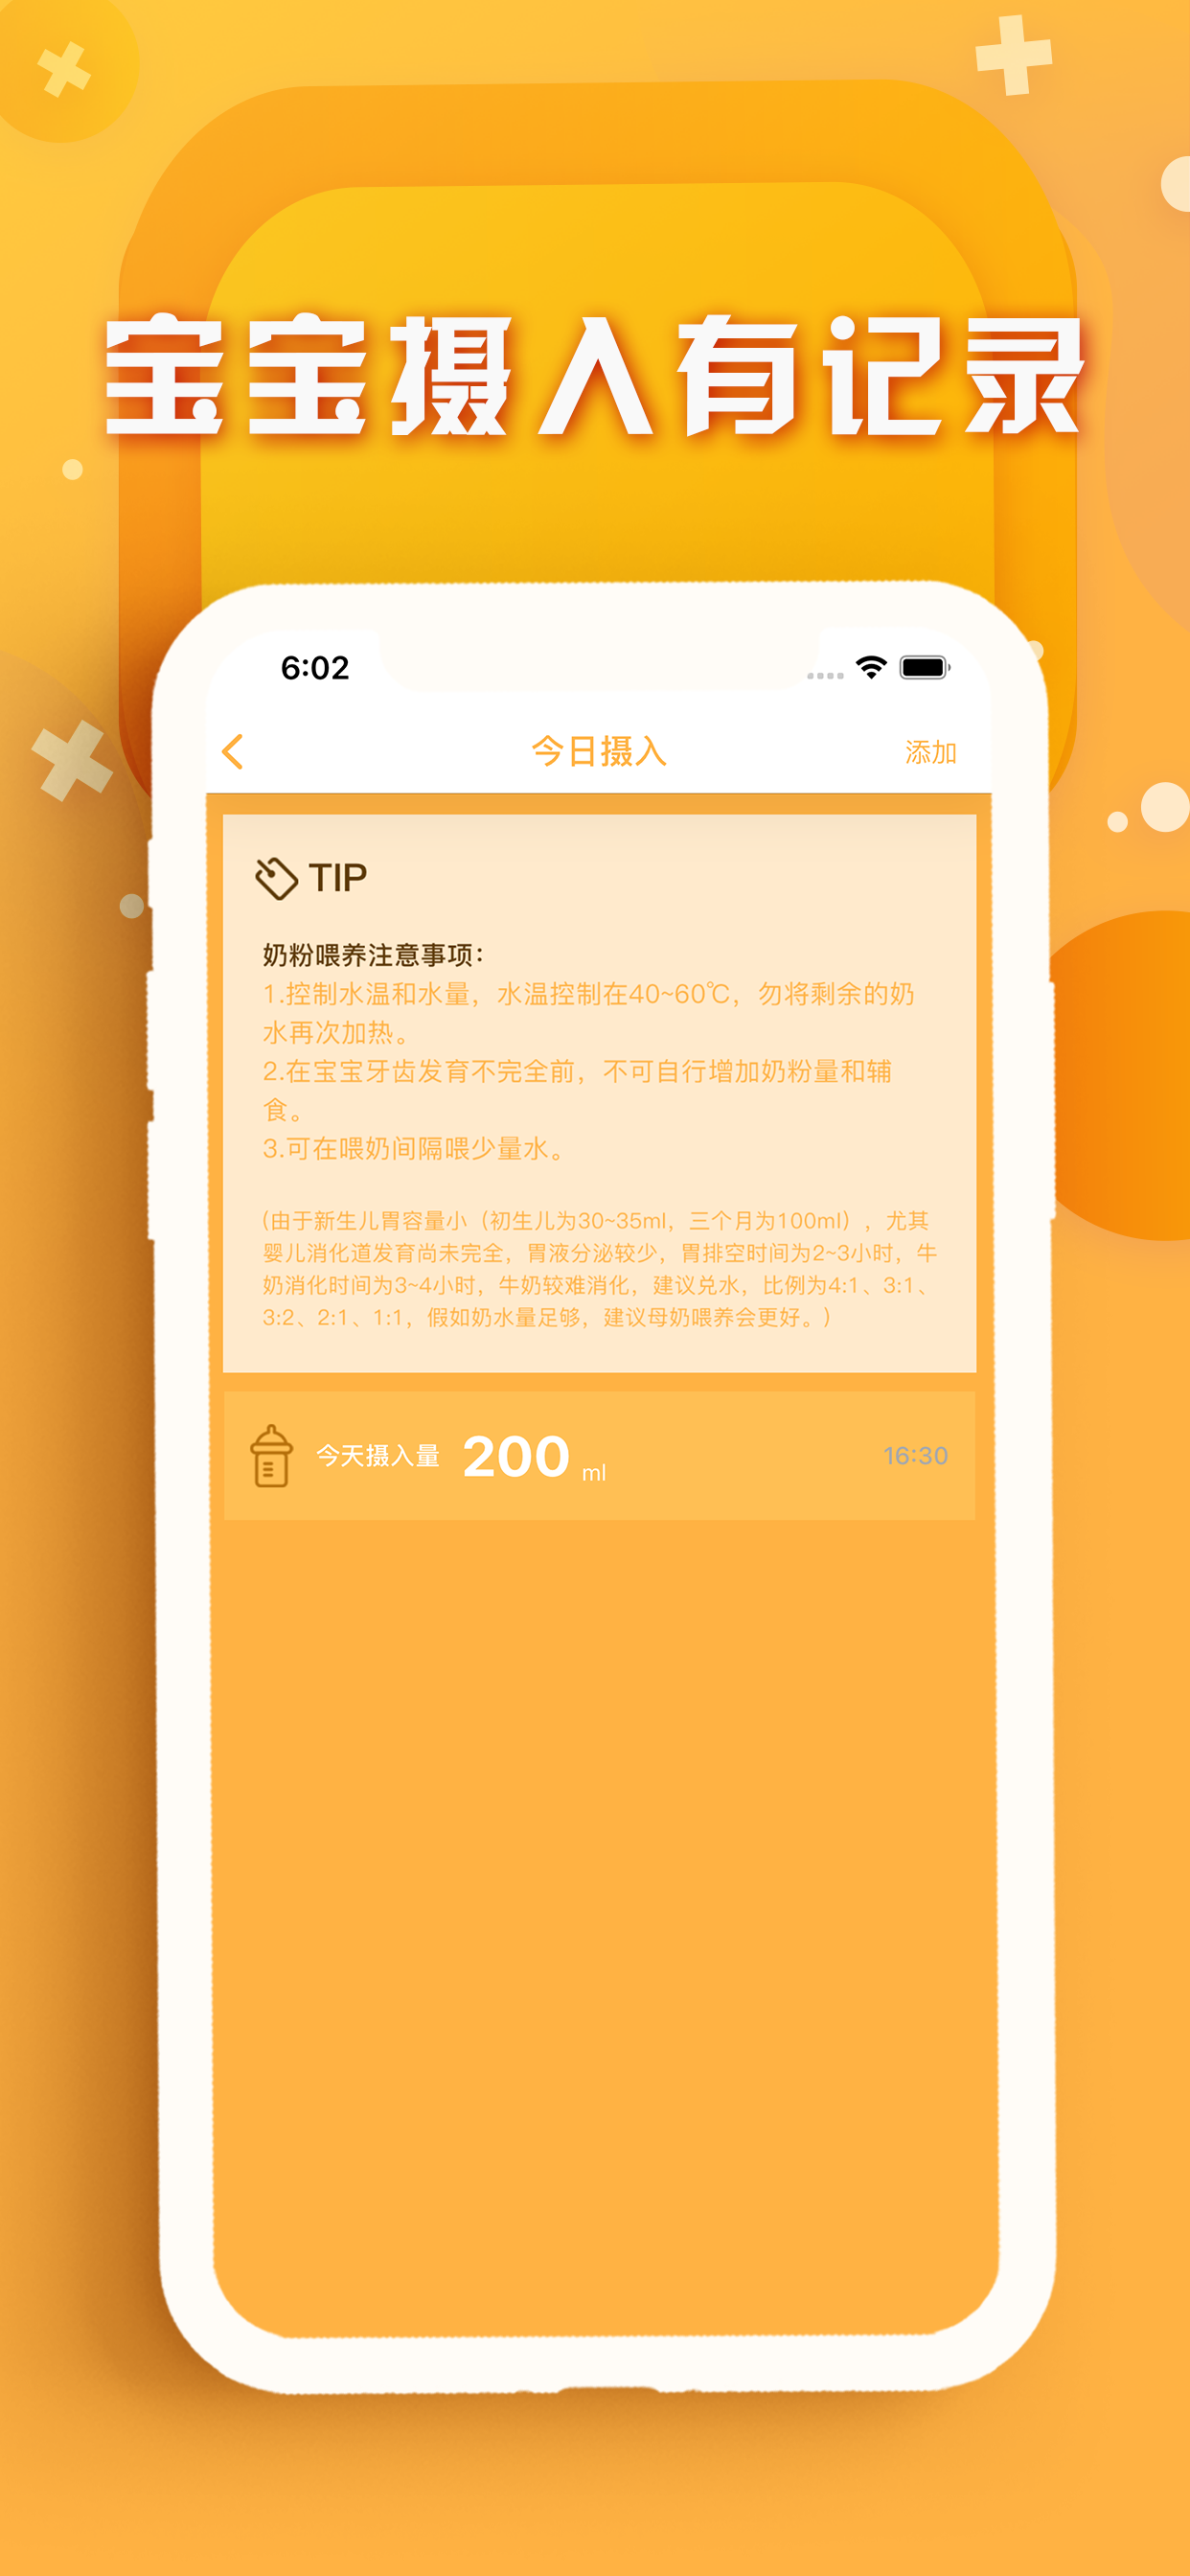 宝宝摄入有记录
6:02
今日摄入
添加
TIP
奶粉喂养注意事项：
1.控制水温和水量，水温控制在40~60℃，勿将剩余的奶
水再次加热。
2.在宝宝牙齿发育不完全前，不可自行增加奶粉量和辅
食。
3.可在喂奶间隔喂少量水。
(由于新生儿胃容量小（初生儿为30~35ml，三个月为100ml），尤其
婴儿消化道发育尚未完全，胃液分泌较少，胃排空时间为2~3小时，牛
奶消化时间为3~4小时，牛奶较难消化，建议兑水，比例为4:1、3:1、
3:2、2:1、1:1，假如奶水量足够，建议母奶喂养会更好。)
今天摄入量 200 ml 16:30